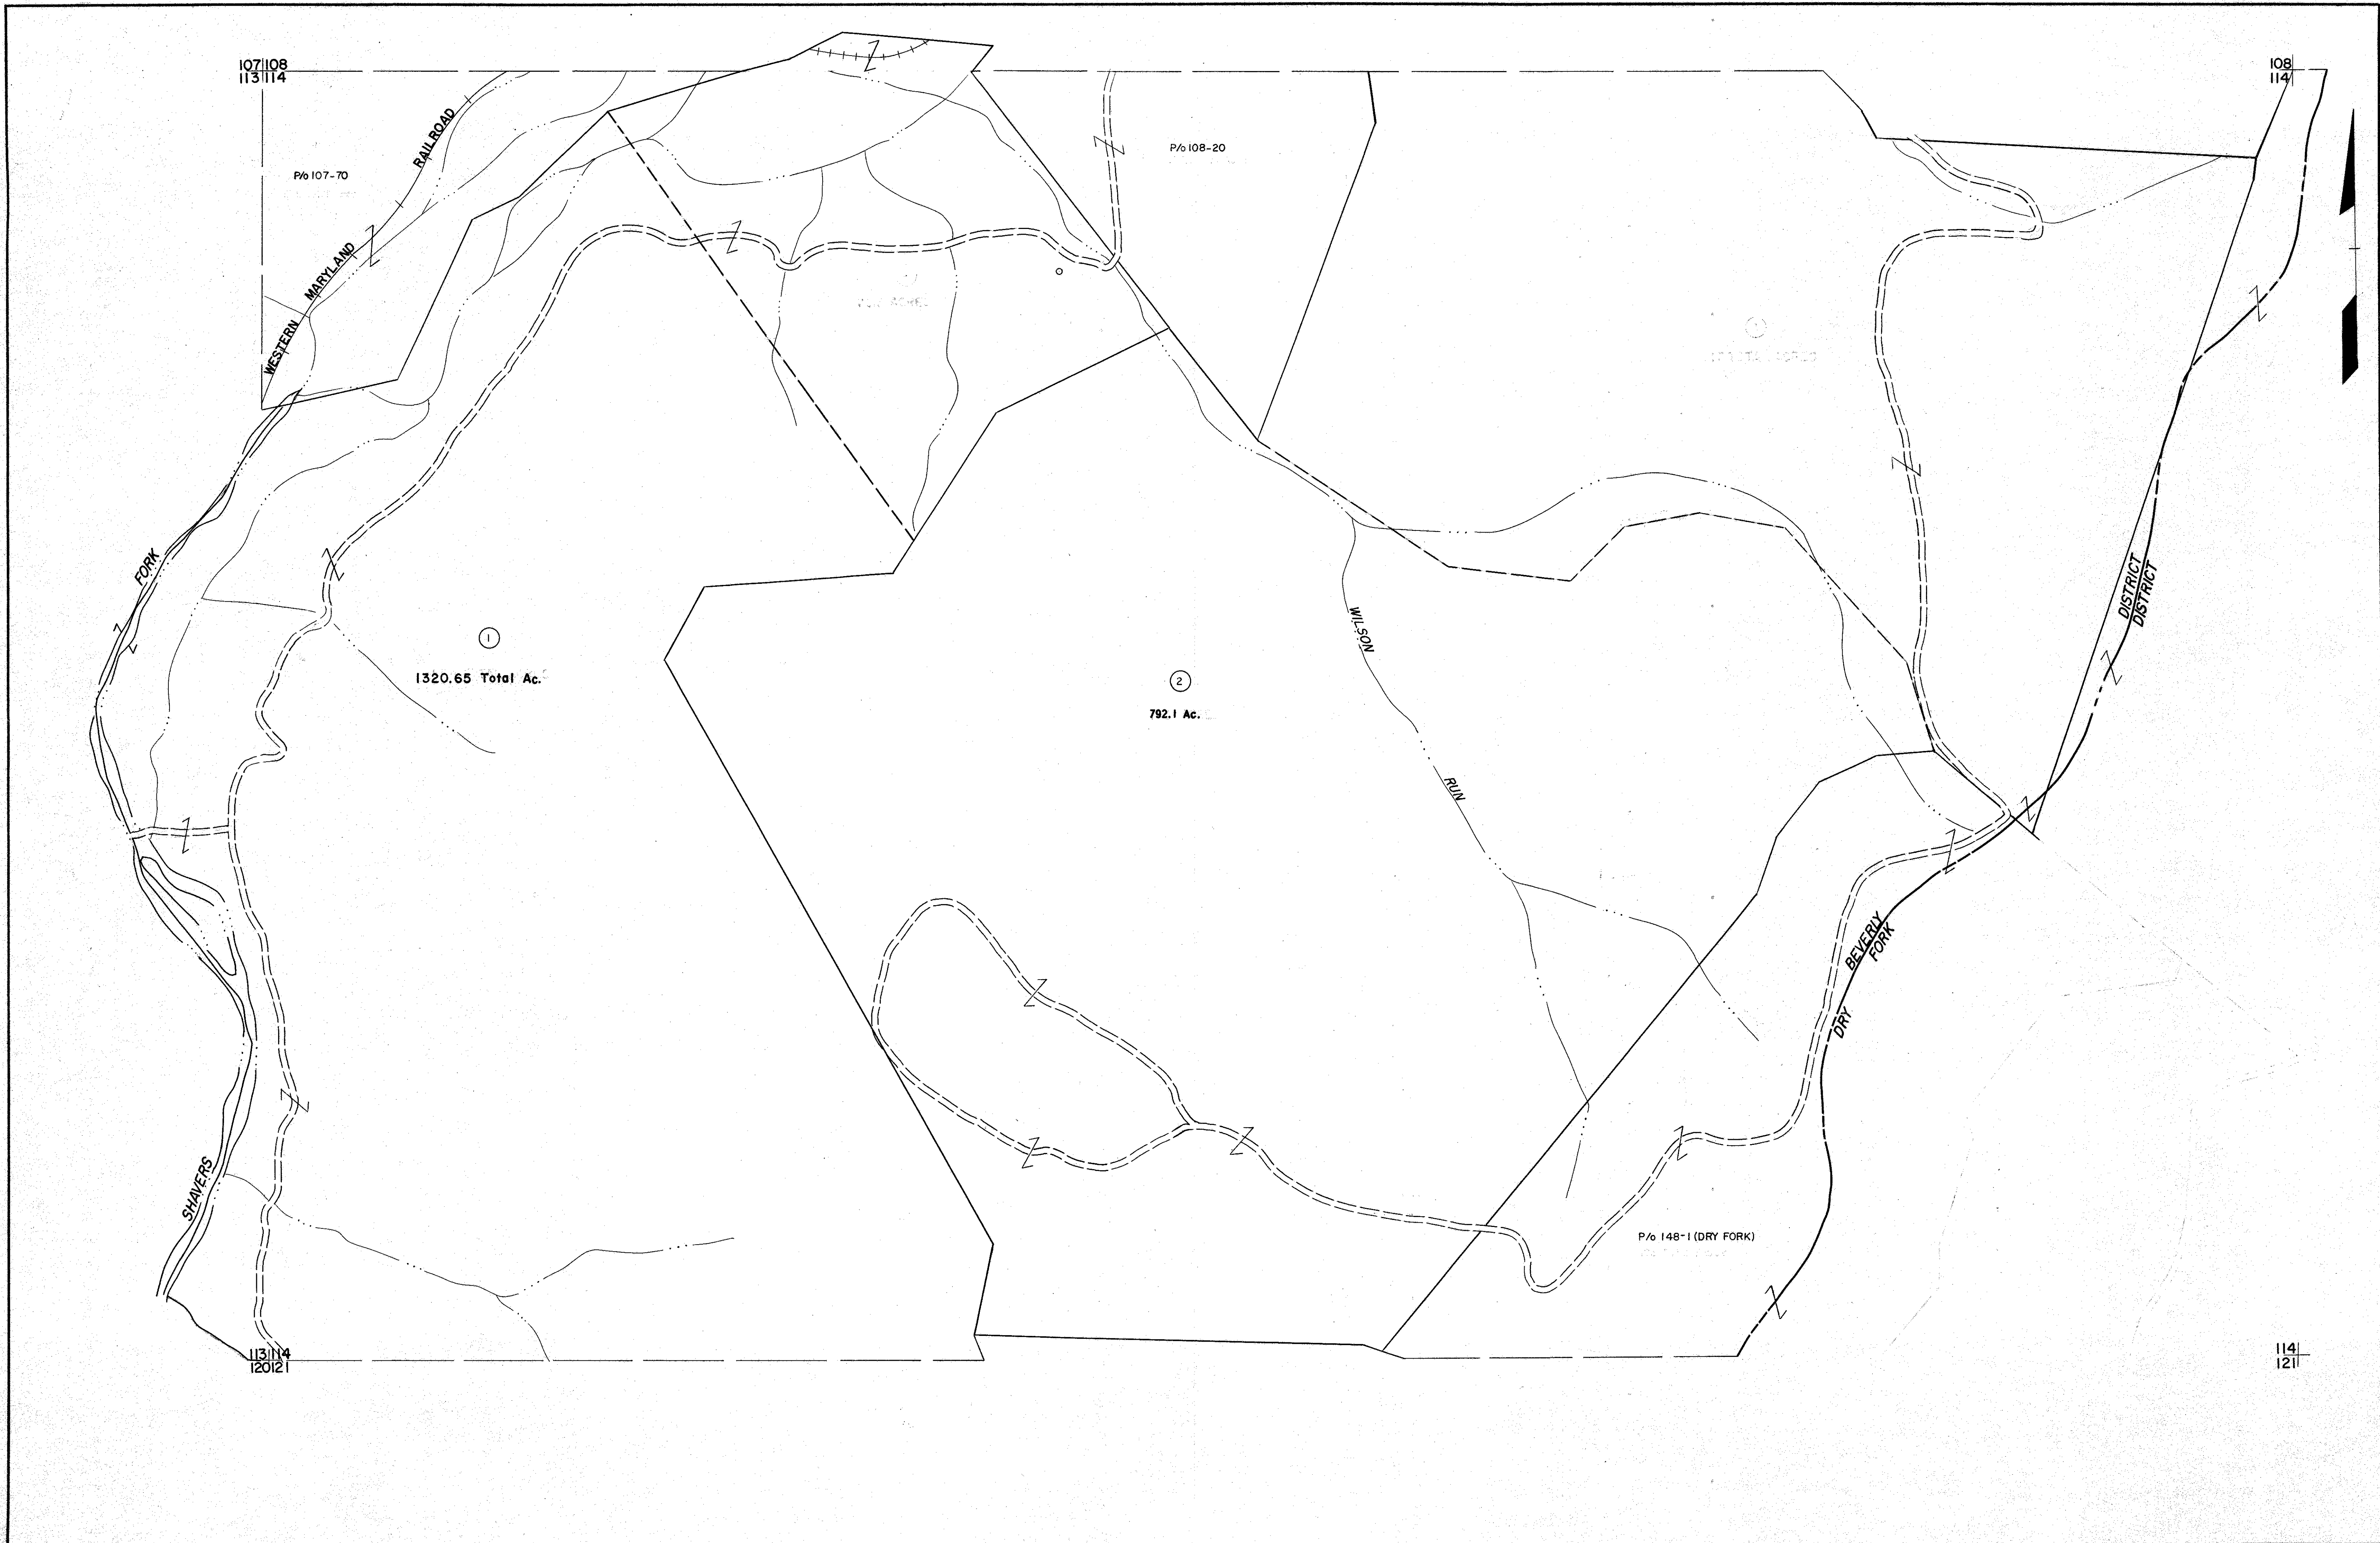 107|108
113|114
108
114
RAILROAD
P/o 108-20
P/o 107-70
MARYLAND
WESTERN
FORK
DISTRICT
DISTRICT
1
1320.65 Total Ac.
WILSON
2
792.1 Ac.
RUN
BEVERLY
FORK
DRY
SHAVERS
P/o 148-1 (DRY FORK)
113|114
120|121
114
121